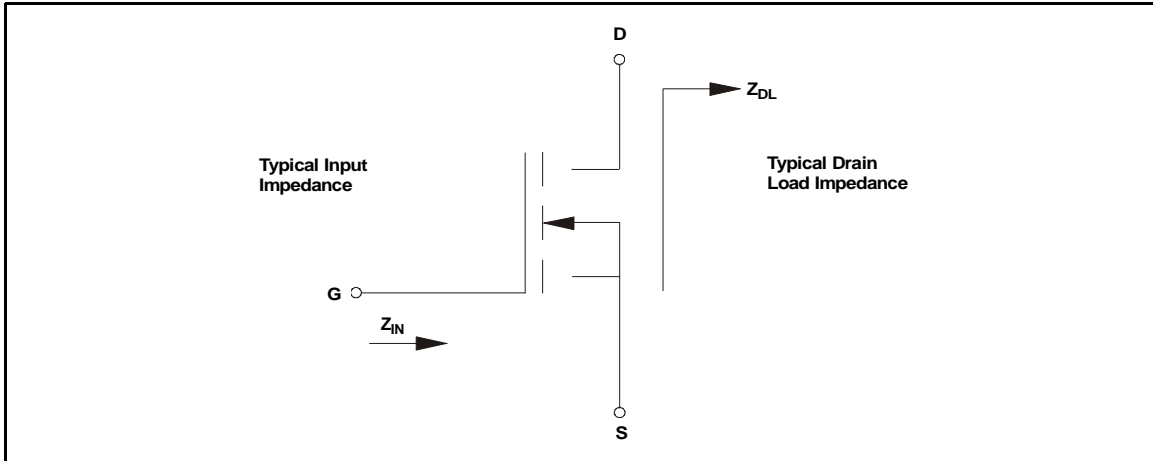 D
Z_DL
Typical Input
Impedance
Typical Drain
Load Impedance
G
Z_IN
S